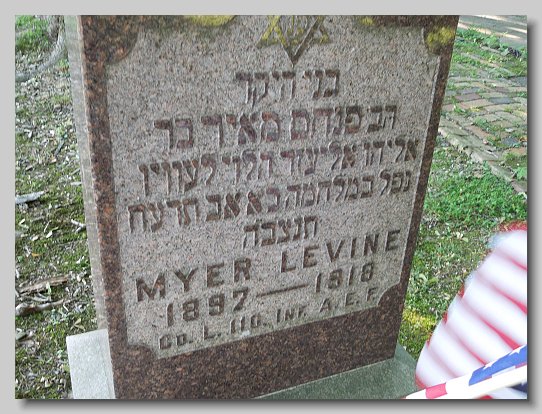 בני היקר
הב פנחס מאיר בר
אליהו אליעזר הלוי לעווין
נפל במלחמה כא אב תרעח
תנצבה
MYER LEVINE
1897—1918
Co. L. 110. INF. A. E. F.